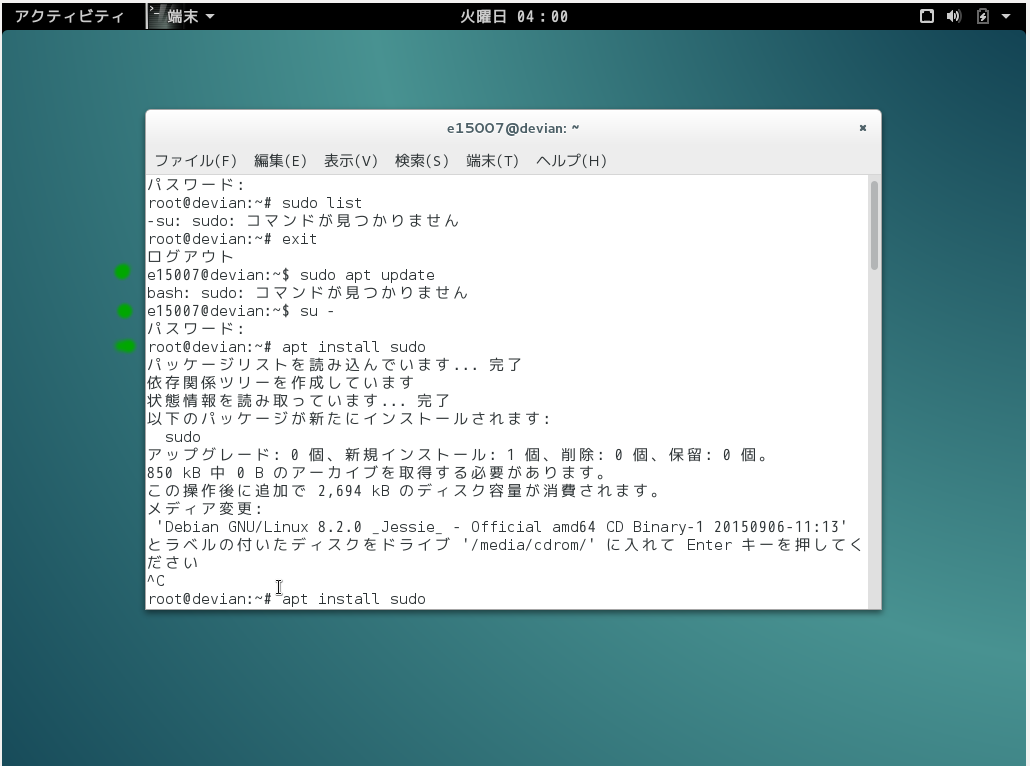 アクティビティ
端末
火曜日 04:00
e15007@devian: ~
ファイル(F) 編集(E) 表示(V) 検索(S) 端末(T) ヘルプ(H)
パスワード:
root@devian:~# sudo list
-su: sudo: コマンドが見つかりません
root@devian:~# exit
ログアウト
e15007@devian:~$ sudo apt update
bash: sudo: コマンドが見つかりません
e15007@devian:~$ su -
パスワード:
root@devian:~# apt install sudo
パッケージリストを読み込んでいます... 完了
依存関係ツリーを作成しています
状態情報を読み取っています... 完了
以下のパッケージが新たにインストールされます:
  sudo
アップグレード: 0 個、新規インストール: 1 個、削除: 0 個、保留: 0 個。
850 kB 中 0 B のアーカイブを取得する必要があります。
この操作後に追加で 2,694 kB のディスク容量が消費されます。
メディア変更:
 'Debian GNU/Linux 8.2.0 _Jessie_ - Official amd64 CD Binary-1 20150906-11:13'
とラベルの付いたディスクをドライブ '/media/cdrom/' に入れて Enter キーを押してく
ださい
^C
root@devian:~# apt install sudo